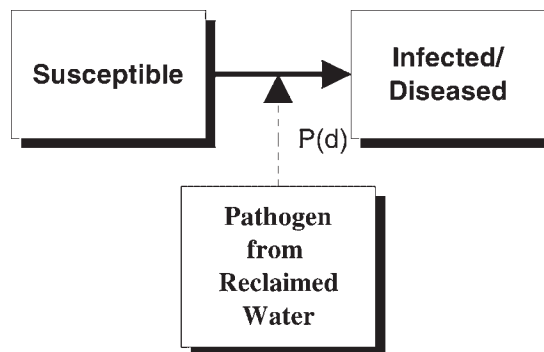 Susceptible
Infected/
Diseased
P(d)
Pathogen
from
Reclaimed
Water